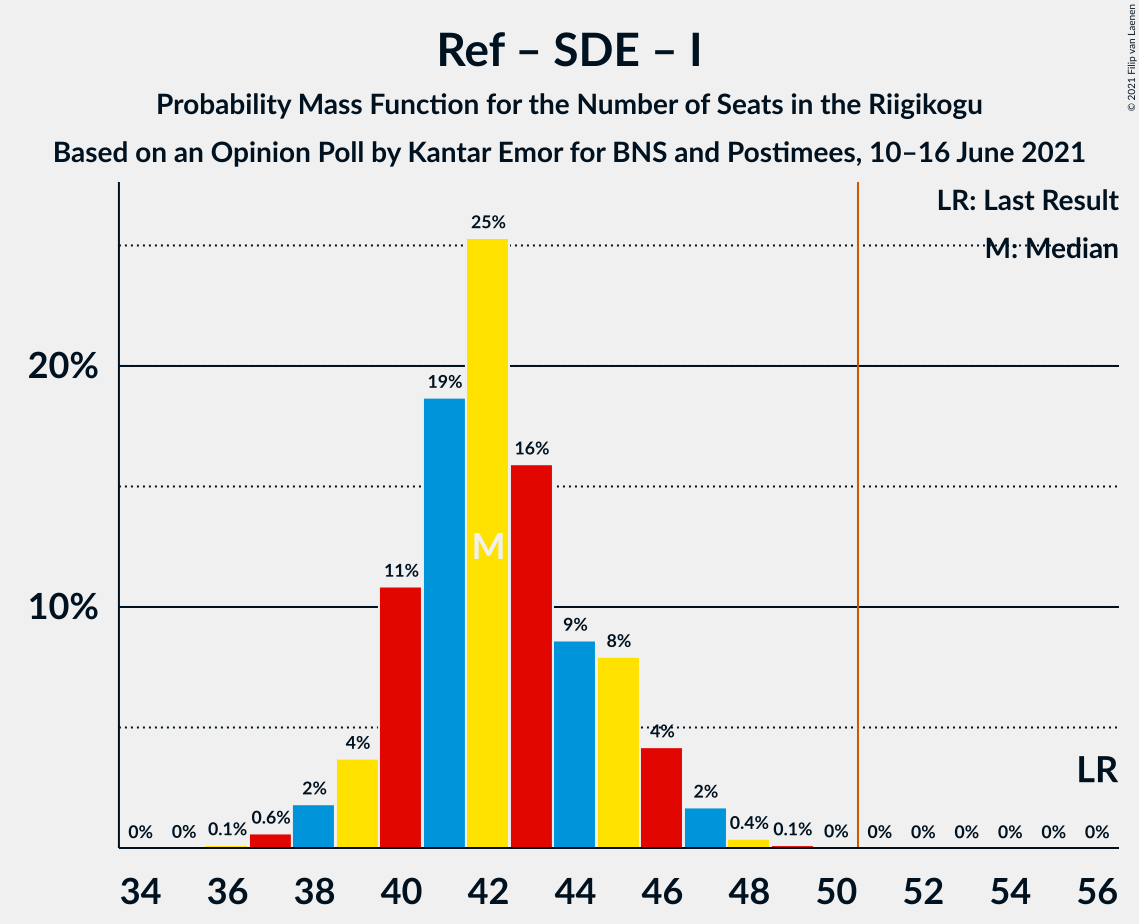 Ref – SDE – I
Probability Mass Function for the Number of Seats in the Riigikogu
Based on an Opinion Poll by Kantar Emor for BNS and Postimees, 10–16 June 2021
© 2021 Filip van Laenen
LR: Last Result
M: Median
20%
10%
0% 0% 0.1% 0.6% 2% 4% 11% 19% 25% 16% 9% 8% 4% 2% 0.4% 0.1% 0% 0% 0% 0% 0% 0% 0%
M
LR
34 36 38 40 42 44 46 48 50 52 54 56